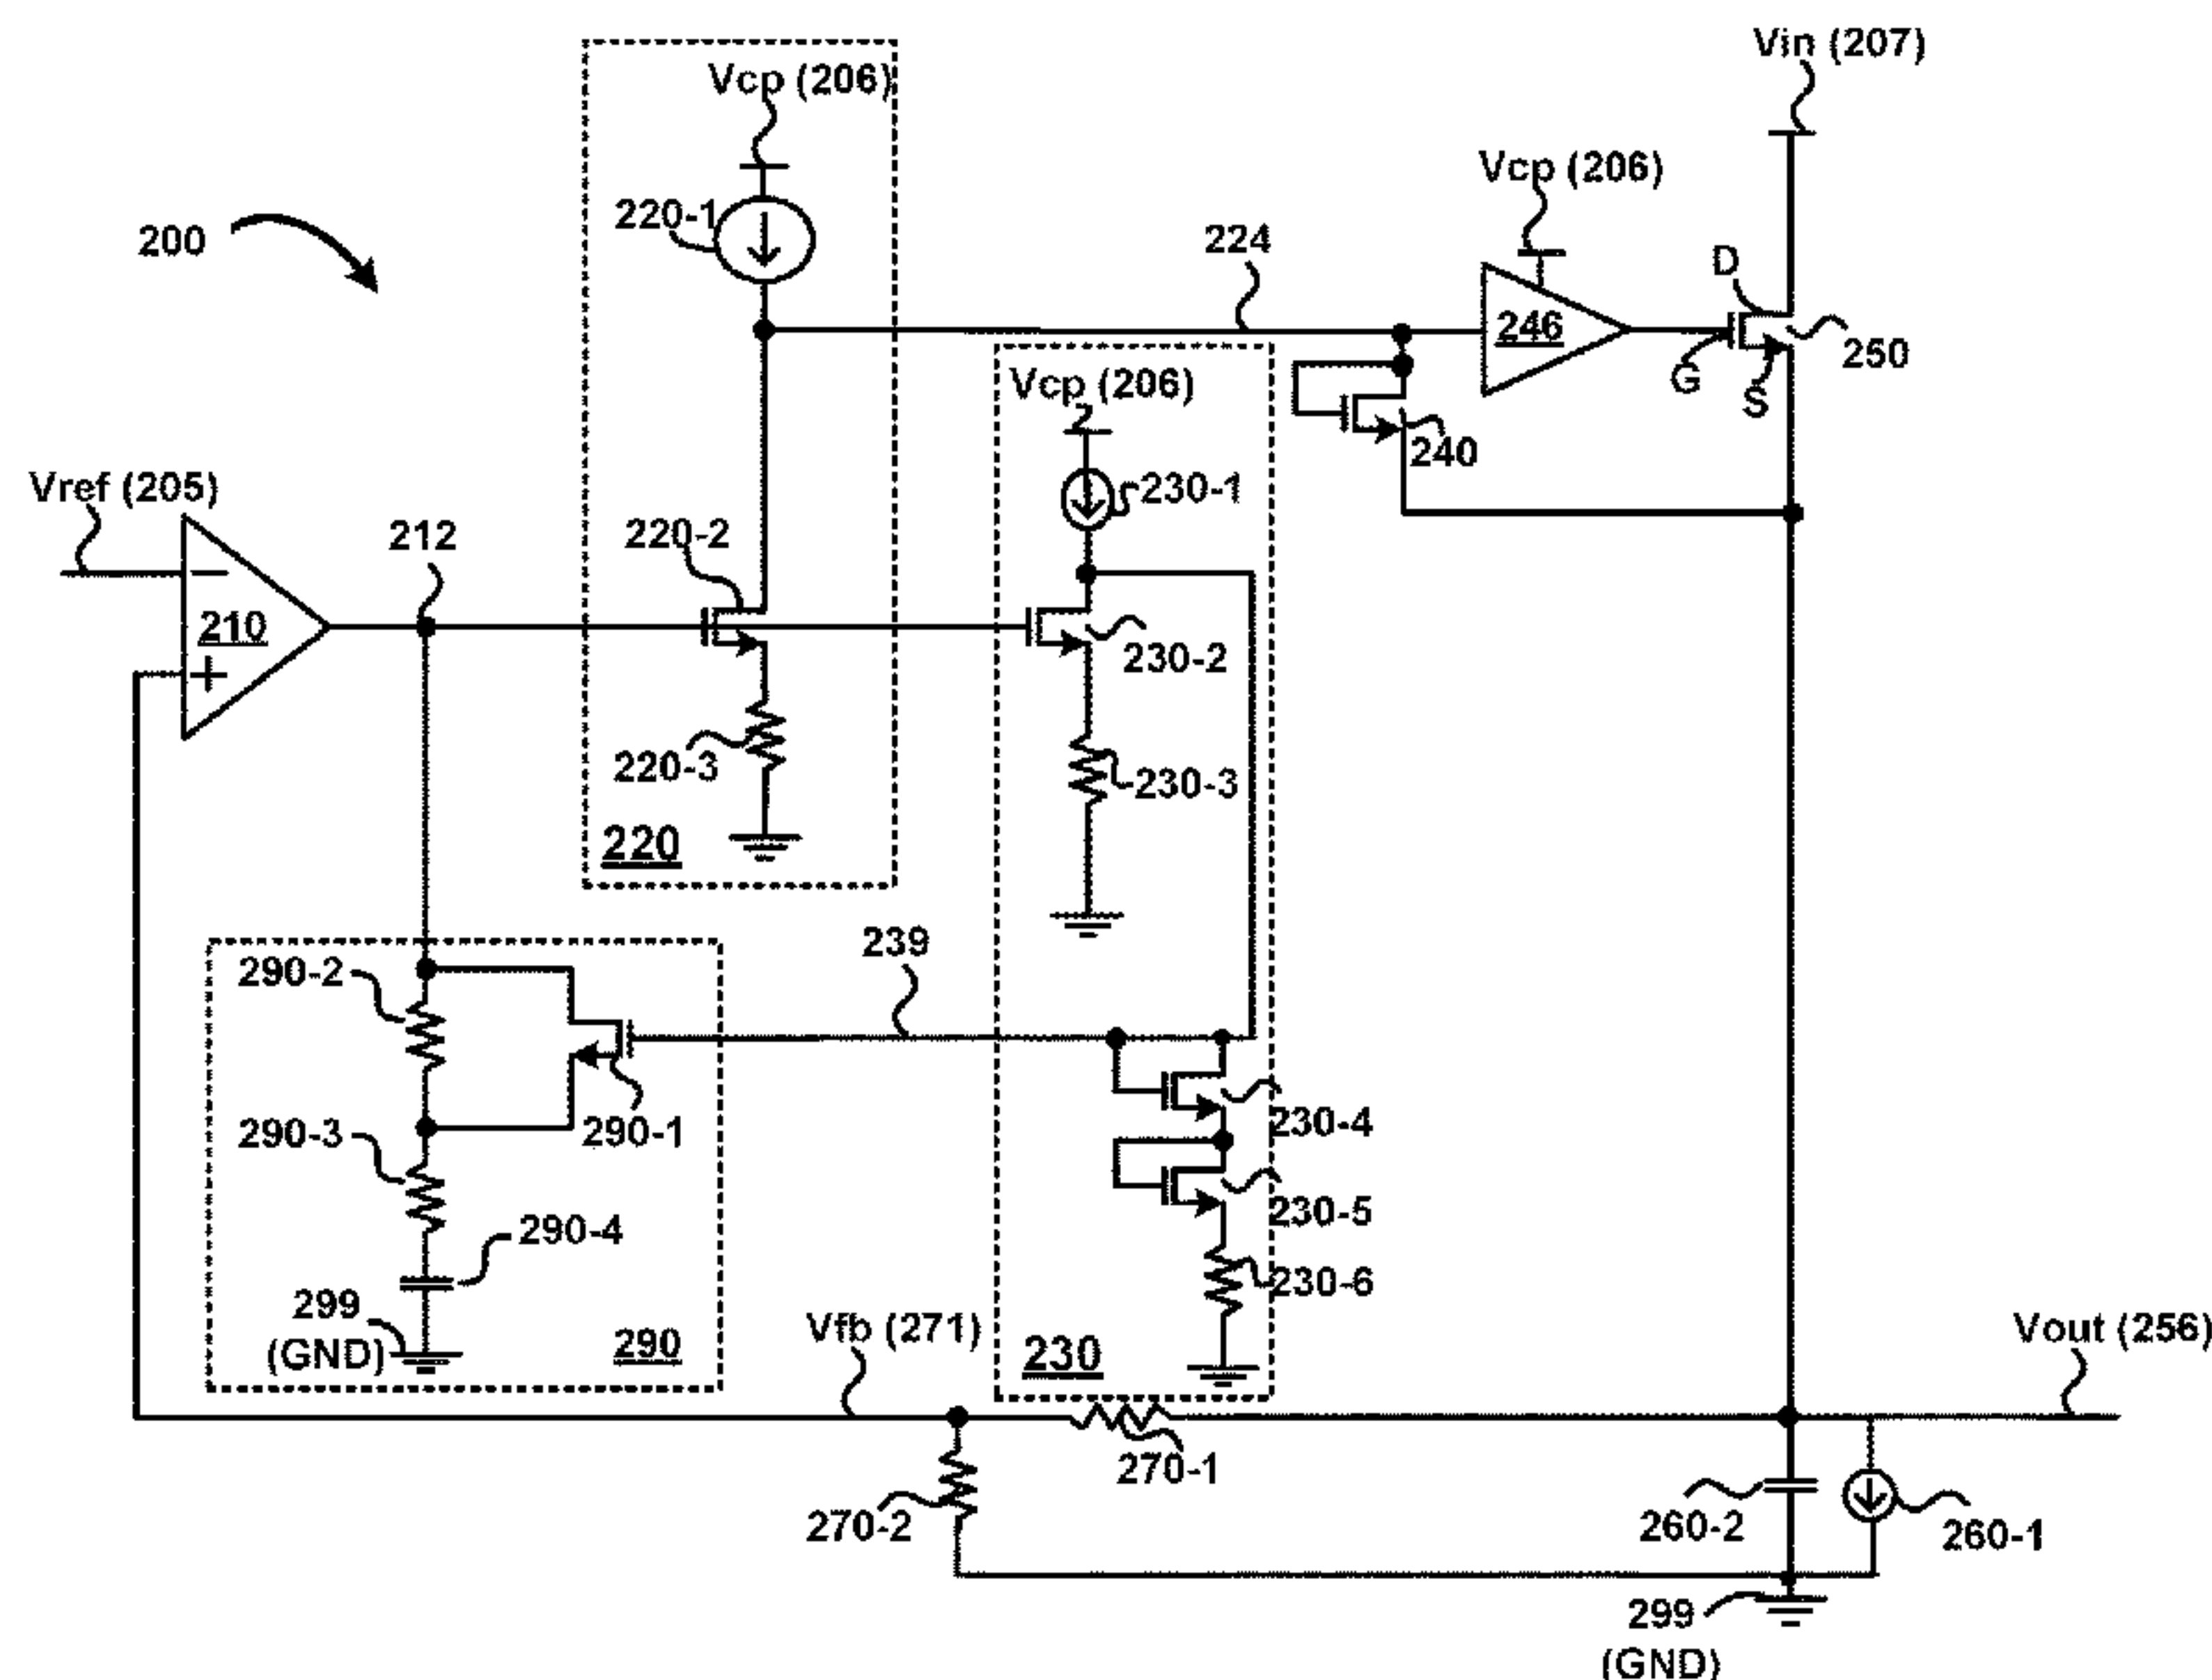 Vin (207)
Vcp (206)
Vcp (206)
220-1
200
224
D
246
250
G
S
Vcp (206)
240
230-1
Vref (205)
212
220-2
210
230-2
220-3
230-3
220
239
290-2
290-3
290-1
230-4
290-4
230-5
230-6
299
(GND)
290
Vfb (271)
230
Vout (256)
270-1
270-2
260-2
260-1
299
(GND)